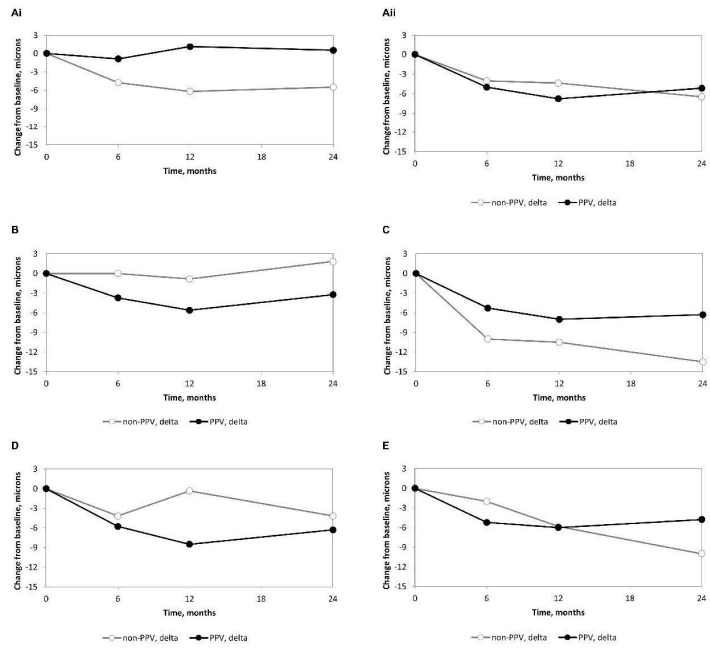 Ai
Aii
Change from baseline, microns
3
0
-3
-6
-9
-12
-15
0 6 12 18 24
Time, months
Change from baseline, microns
3
0
-3
-6
-9
-12
-15
0 6 12 18 24
Time, months
non-PPV, delta PPV, delta
B
C
Change from baseline, microns
3
0
-3
-6
-9
-12
-15
0 6 12 18 24
Time, months
non-PPV, delta PPV, delta
Change from baseline, microns
3
0
-3
-6
-9
-12
-15
0 6 12 18 24
Time, months
non-PPV, delta PPV, delta
D
E
Change from baseline, microns
3
0
-3
-6
-9
-12
-15
0 6 12 18 24
Time, months
non-PPV, delta PPV, delta
Change from baseline, microns
3
0
-3
-6
-9
-12
-15
0 6 12 18 24
Time, months
non-PPV, delta PPV, delta